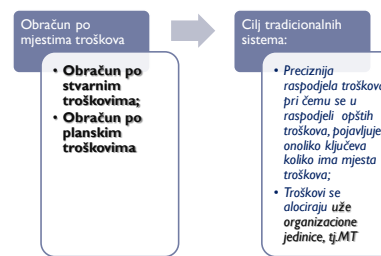 Obračun po
mjestima troškova
• Obračun po
stvarnim
troškovima;
• Obračun po
planskim
troškovima
Cilj tradicionalnih
sistema:
• Preciznija
raspodjela troškova
pri čemu se u
raspodjeli opštih
troškova, pojavljuje
onoliko ključeva
koliko ima mjesta
troškova;
• Troškovi se
alociraju uže
organizacione
jedinice, tj.MT